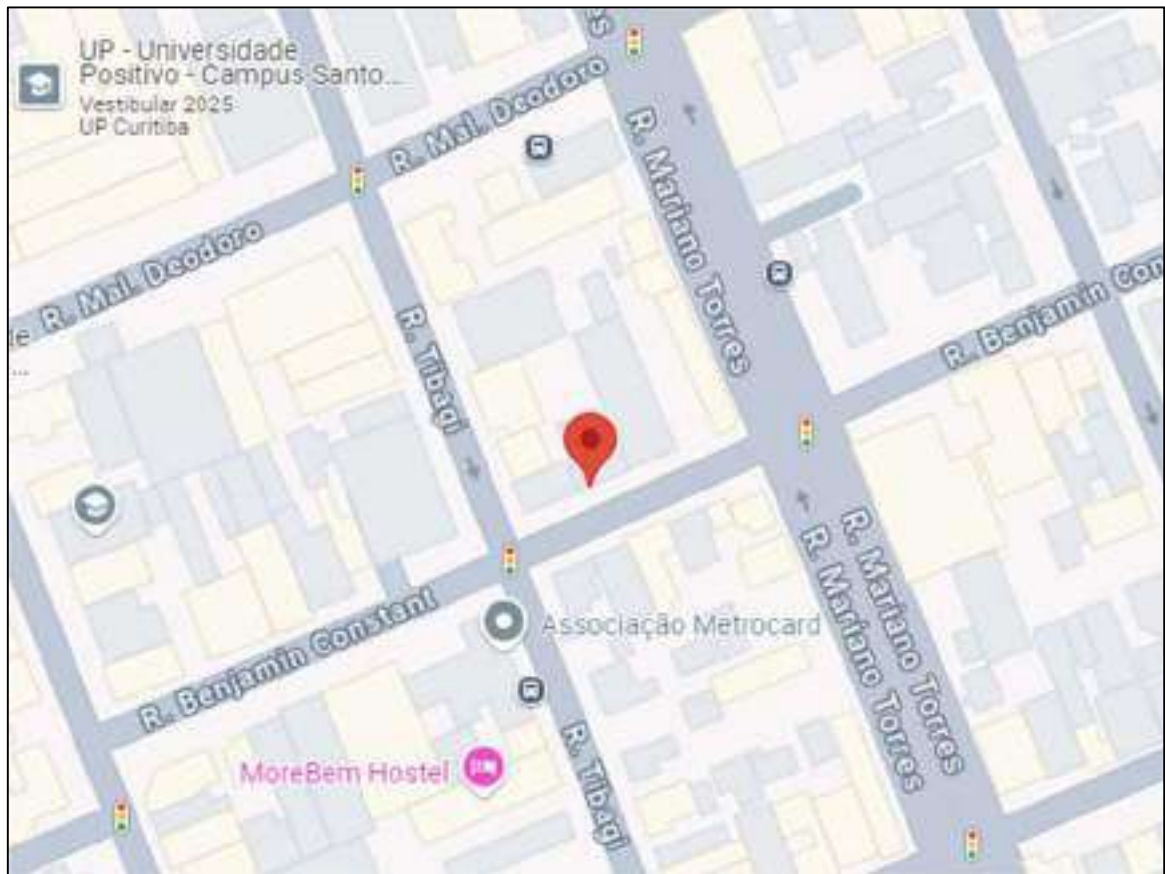 UP - Universidade
Positivo - Campus Santo...
Vestibular 2025
UP Curitiba
R. Mal. Deodoro
R. Mal. Deodoro
R. Mariano Torres
R. Tibagi
R. Benjamin Con
R. Benjamin Constant
Associação Metrocard
R. Mariano Torres
R. Mariano Torres
MoreBem Hostel
R. Tibagi